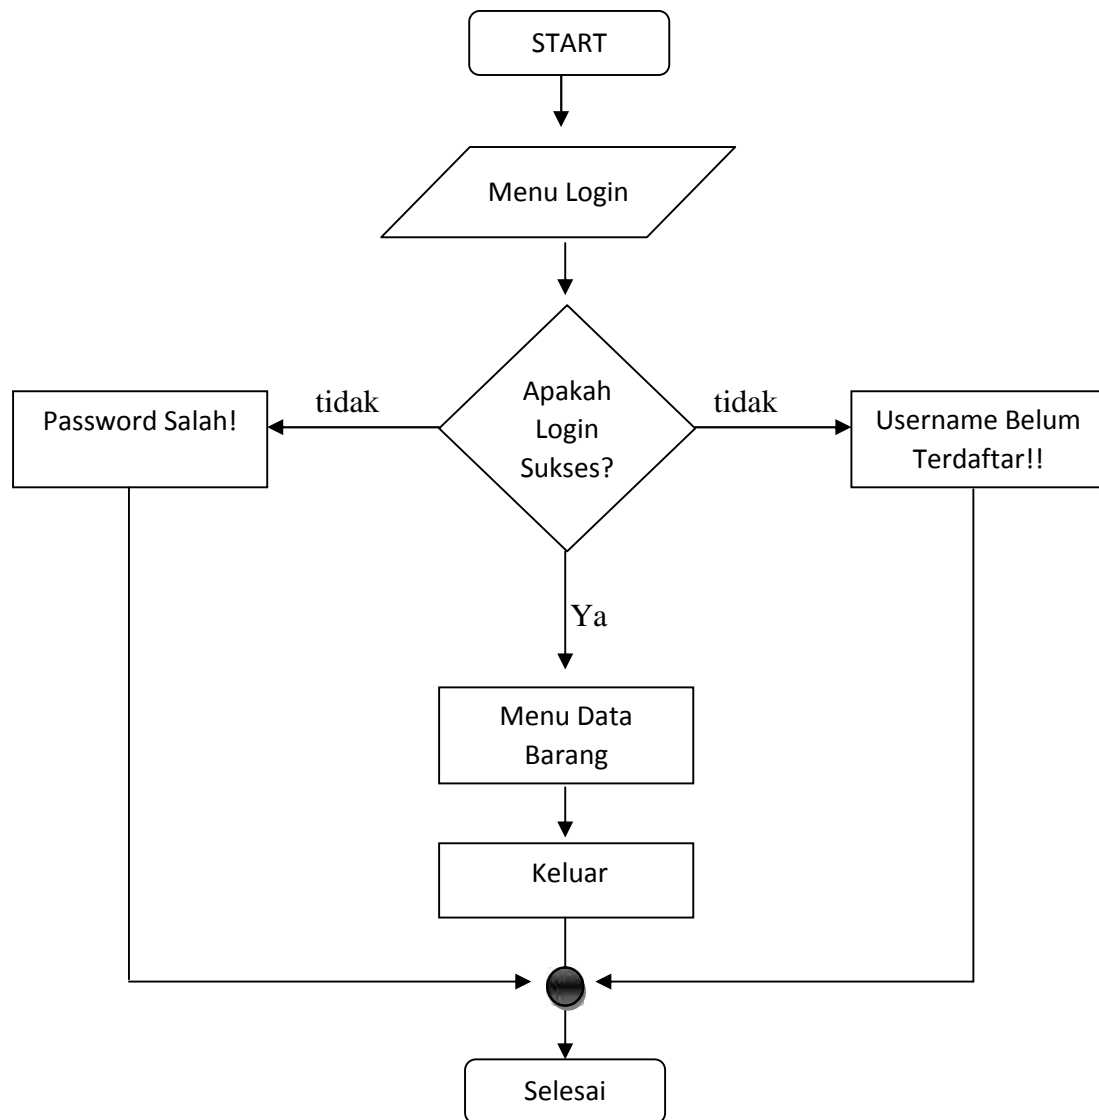 START
Menu Login
Apakah
Login
Sukses?
tidak
tidak
Password Salah!
Username Belum
Terdaftar!!
Ya
Menu Data
Barang
Keluar
Selesai